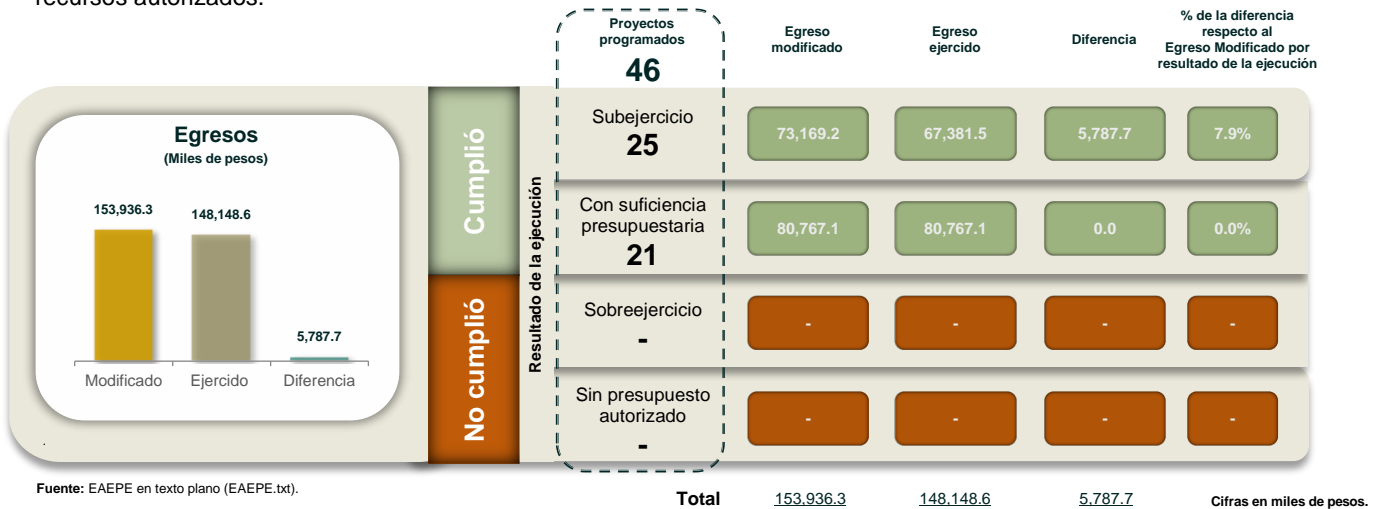 recursos autorizados.
Proyectos
programados
46
Egreso
modificado
Egreso
ejercido
Diferencia
% de la diferencia
respecto al
Egreso Modificado por
resultado de la ejecución
Egresos
(Miles de pesos)
153,936.3
148,148.6
5,787.7
Modificado
Ejercido
Diferencia
Cumplió
No cumplió
Resultado de la ejecución
Subejercicio
25
73,169.2
67,381.5
5,787.7
7.9%
Con suficiencia
presupuestaria
21
80,767.1
80,767.1
0.0
0.0%
Sobreejercicio
-
-
-
-
-
Sin presupuesto
autorizado
-
-
-
-
-
.
Fuente: EAEPE en texto plano (EAEPE.txt).
Total
153,936.3
148,148.6
5,787.7
Cifras en miles de pesos.